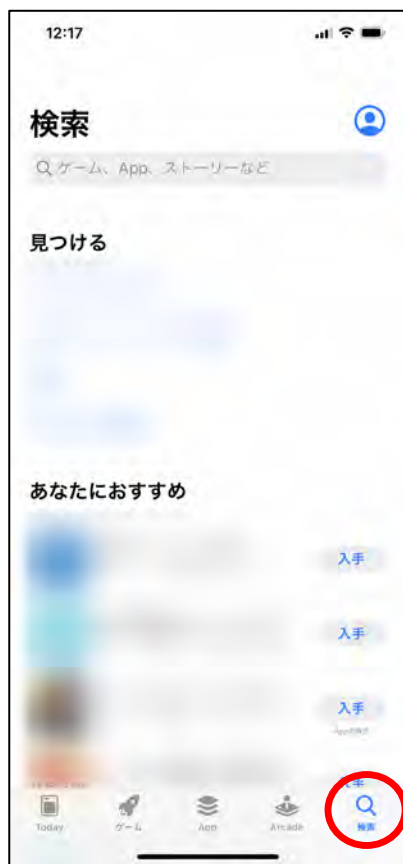 12:17
検索
ゲーム、App、ストーリーなど
見つける
あなたにおすすめ
入手
入手
入手
入手
Today
ゲーム
App
Arcade
検索